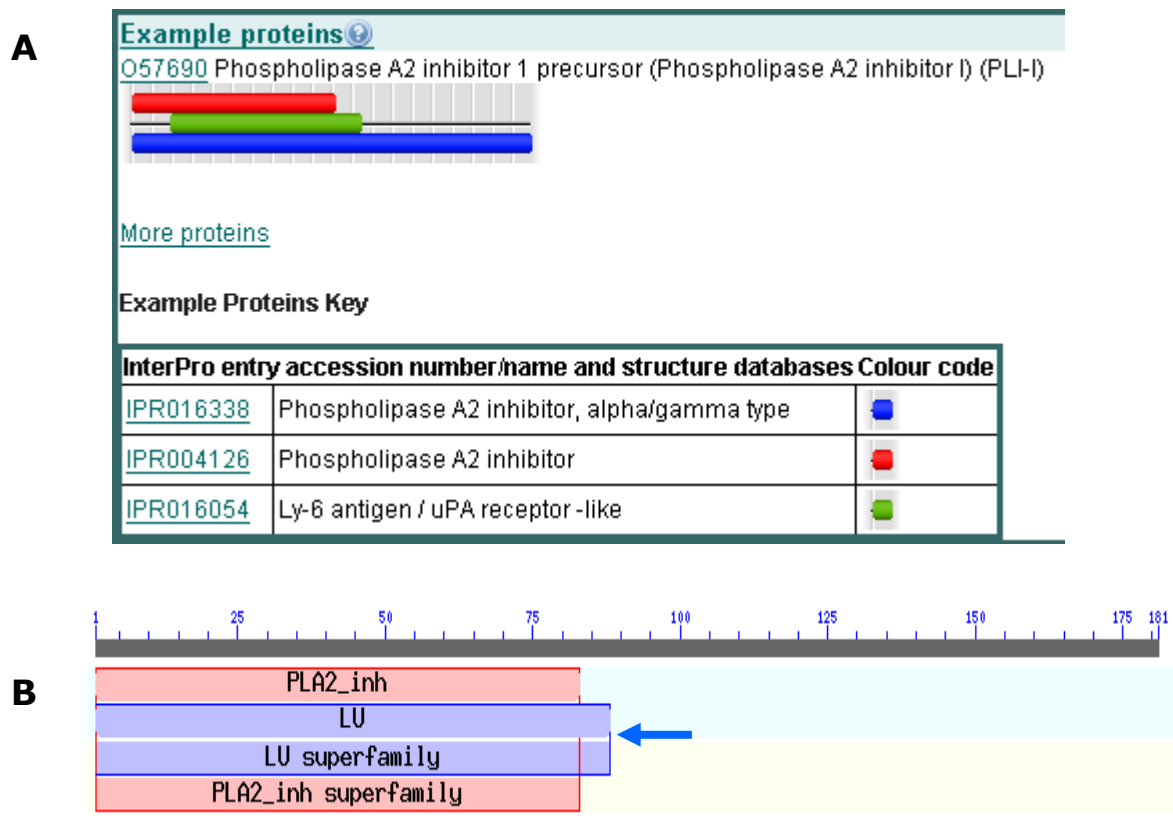 A
Example proteins?
O57690 Phospholipase A2 inhibitor 1 precursor (Phospholipase A2 inhibitor I) (PLI-I)
More proteins
Example Proteins Key
InterPro entry accession number/name and structure databases Colour code
IPR016338 Phospholipase A2 inhibitor, alpha/gamma type
IPR004126 Phospholipase A2 inhibitor
IPR016054 Ly-6 antigen / uPA receptor -like
1 25 50 75 100 125 150 175 181
B
PLA2_inh
LU
LU superfamily
PLA2_inh superfamily